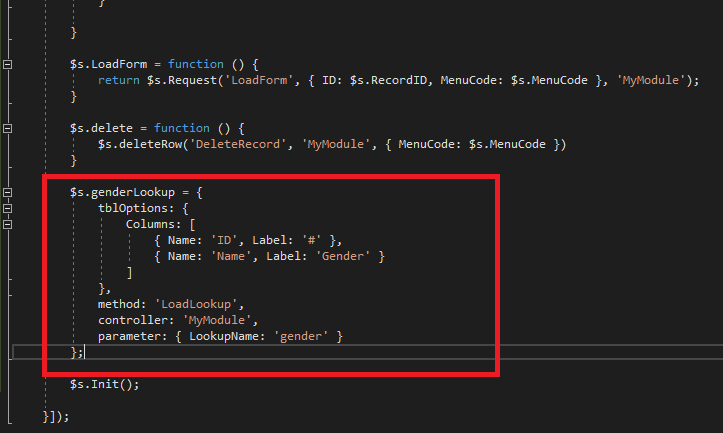 }
}
$s.LoadForm = function () {
return $s.Request('LoadForm', { ID: $s.RecordID, MenuCode: $s.MenuCode }, 'MyModule');
}
$s.delete = function () {
$s.deleteRow('DeleteRecord', 'MyModule', { MenuCode: $s.MenuCode })
}
$s.genderLookup = {
tblOptions: {
Columns: [
{ Name: 'ID', Label: '#' },
{ Name: 'Name', Label: 'Gender' }
]
},
method: 'LoadLookup',
controller: 'MyModule',
parameter: { LookupName: 'gender' }
};
$s.Init();
}]);